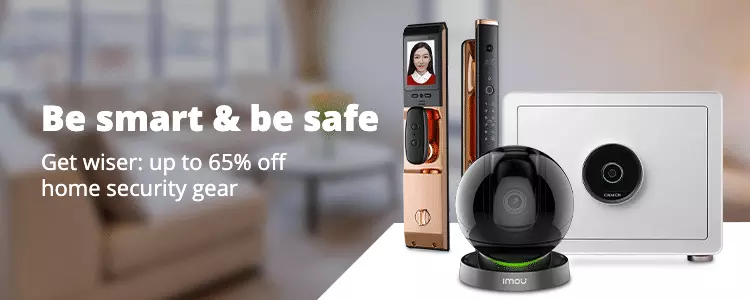 Be smart & be safe
Get wiser: up to 65% off
home security gear
imou